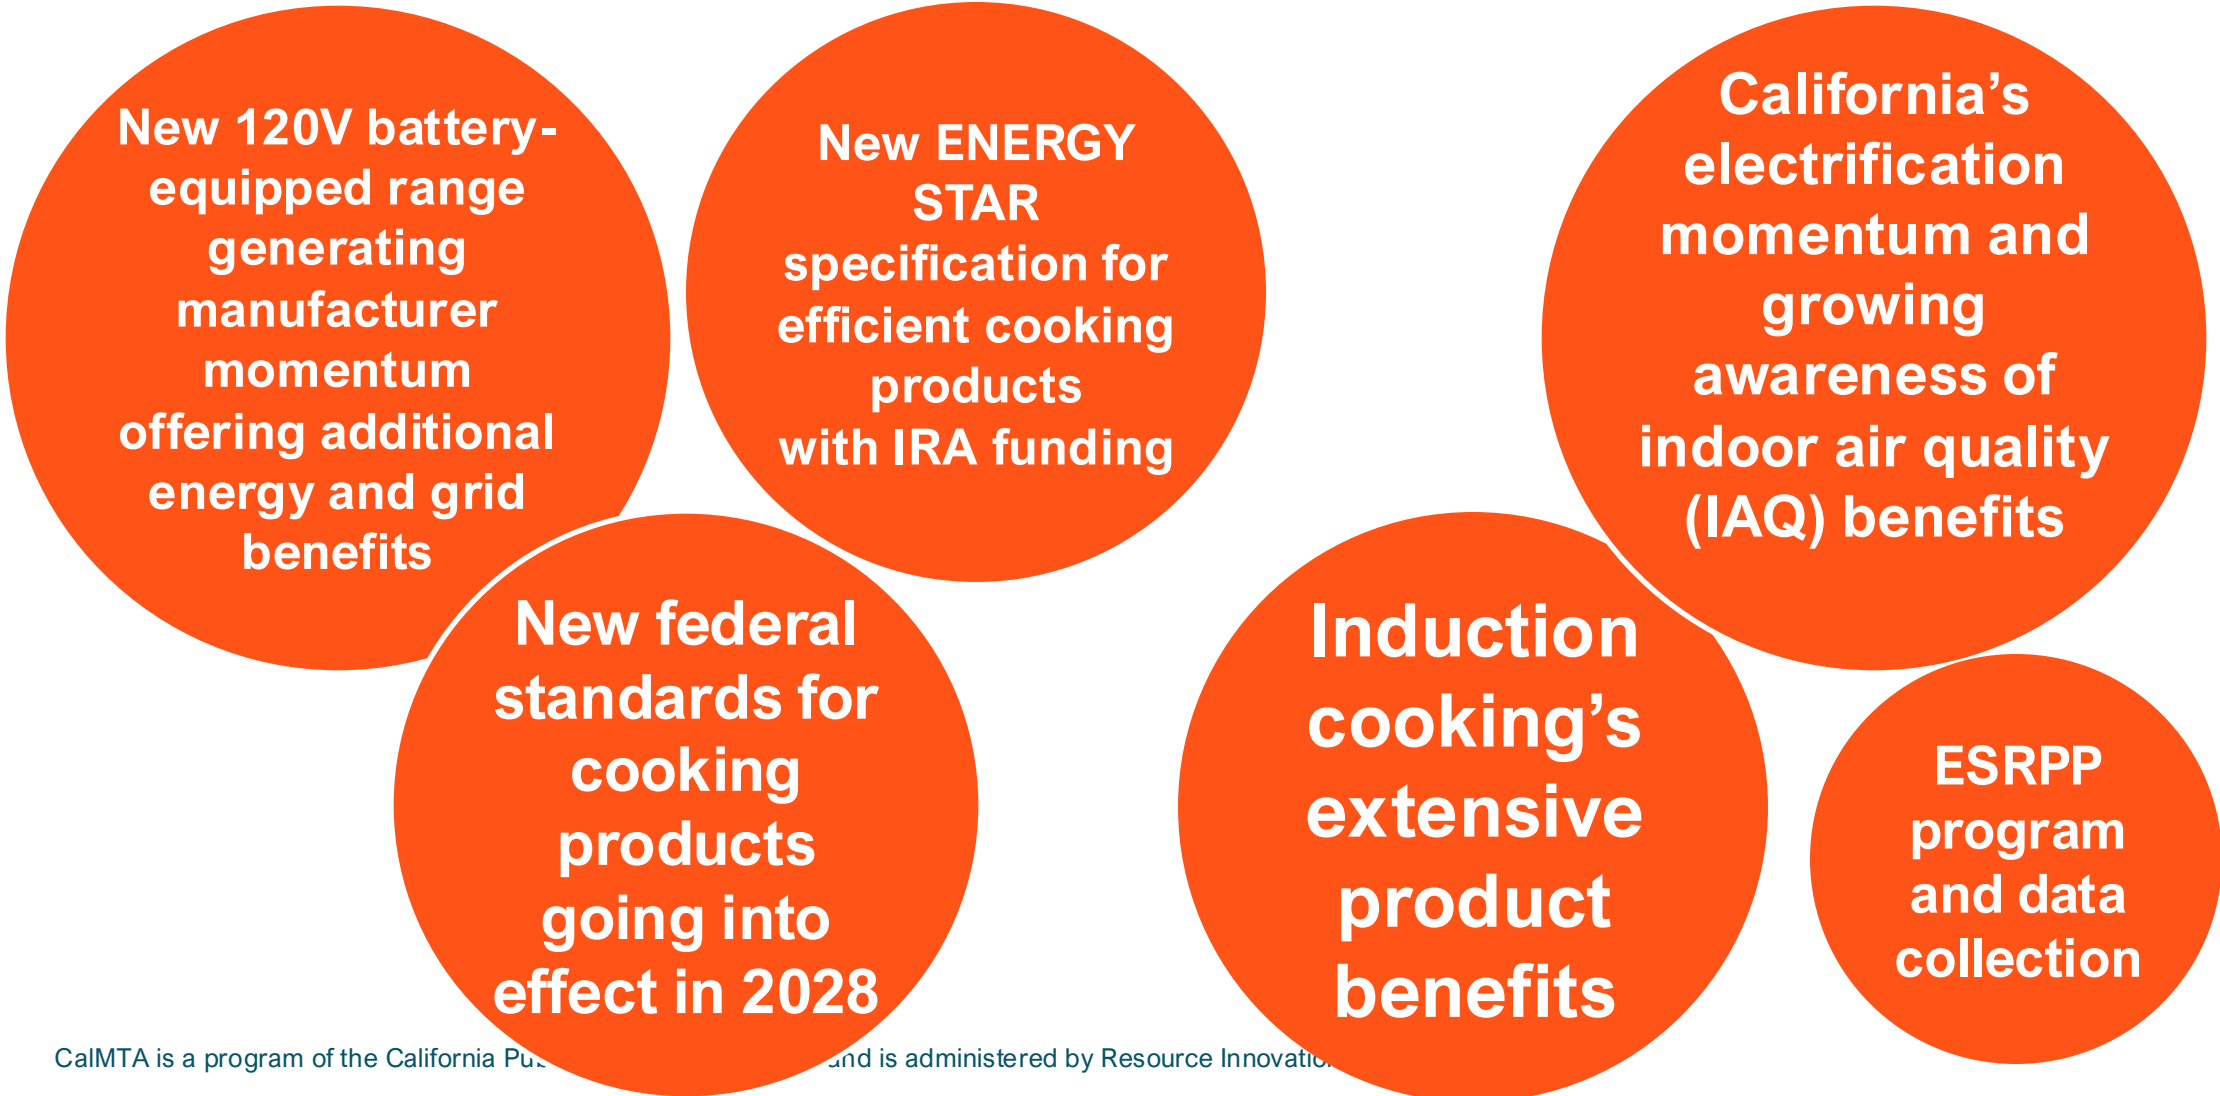 New 120V battery-
equipped range
generating
manufacturer
momentum
offering additional
energy and grid
benefits
New ENERGY
STAR
specification for
efficient cooking
products
with IRA funding
California’s
electrification
momentum and
growing
awareness of
indoor air quality
(IAQ) benefits
New federal
standards for
cooking
products
going into
effect in 2028
Induction
cooking’s
extensive
product
benefits
ESRPP
program
and data
collection
CalMTA is a program of the California and is administered by Resource